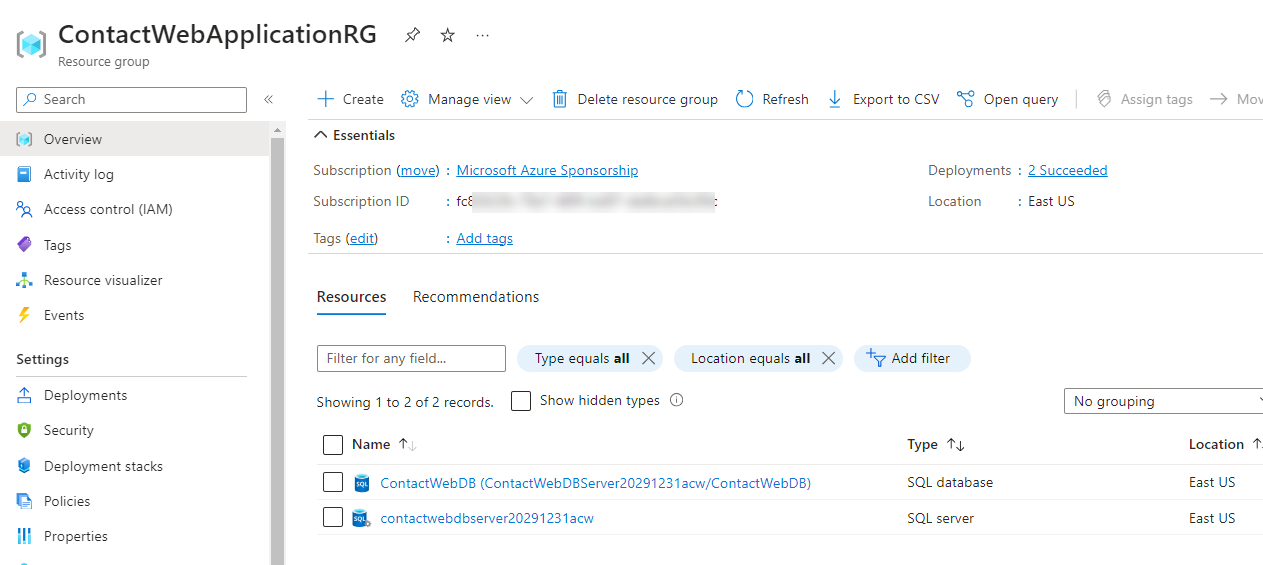 ContactWebApplicationRG
Resource group
Search
Create Manage view Delete resource group Refresh Export to CSV Open query Assign tags
Overview
Activity log
Access control (IAM)
Tags
Resource visualizer
Events
Settings
Deployments
Security
Deployment stacks
Policies
Properties
Essentials
Subscription (move) : Microsoft Azure Sponsorship
Deployments : 2 Succeeded
Subscription ID :
Location : East US
Tags (edit) : Add tags
Resources Recommendations
Filter for any field... Type equals all Location equals all Add filter
Showing 1 to 2 of 2 records. Show hidden types
No grouping
Name Type Location
ContactWebDB (ContactWebDBServer20291231acw/ContactWebDB) SQL database East US
contactwebdbserver20291231acw SQL server East US